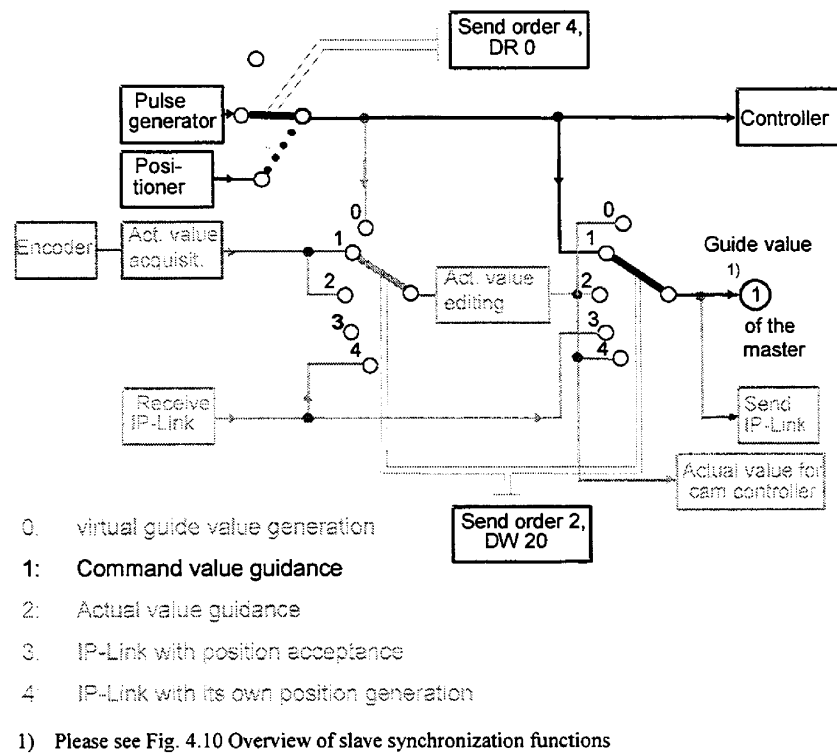 Send order 4,
DR 0
Pulse
generator
Controller
Posi-
tioner
0
0
Encoder
Act. value
acquisit.
1
1
Guide value
1)
2
Act. value
editing
2
1
3
3
of the
master
4
4
Receive
IP-Link
Send
IP-Link
Actual value for
cam controller
Send order 2,
DW 20
0. virtual guide value generation
1: Command value guidance
2: Actual value guidance
3. IP-Link with position acceptance
4: IP-Link with its own position generation
1) Please see Fig. 4.10 Overview of slave synchronization functions